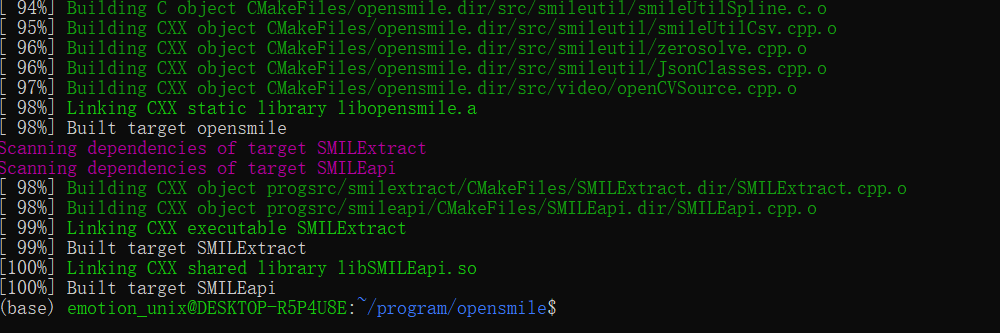 [ 94%] Building C object CMakeFiles/opensmile.dir/src/smileutil/smileUtilSpline.c.o
[ 95%] Building CXX object CMakeFiles/opensmile.dir/src/smileutil/smileUtilCsv.cpp.o
[ 96%] Building CXX object CMakeFiles/opensmile.dir/src/smileutil/zerosolve.cpp.o
[ 96%] Building CXX object CMakeFiles/opensmile.dir/src/smileutil/JsonClasses.cpp.o
[ 97%] Building CXX object CMakeFiles/opensmile.dir/src/video/openCVSource.cpp.o
[ 98%] Linking CXX static library libopensmile.a
[ 98%] Built target opensmile
Scanning dependencies of target SMILExtract
Scanning dependencies of target SMILEapi
[ 98%] Building CXX object progsrc/smilextract/CMakeFiles/SMILExtract.dir/SMILExtract.cpp.o
[ 98%] Building CXX object progsrc/smileapi/CMakeFiles/SMILEapi.dir/SMILEapi.cpp.o
[ 99%] Linking CXX executable SMILExtract
[ 99%] Built target SMILExtract
[100%] Linking CXX shared library libSMILEapi.so
[100%] Built target SMILEapi
(base) emotion_unix@DESKTOP-R5P4U8E:~/program/opensmile$